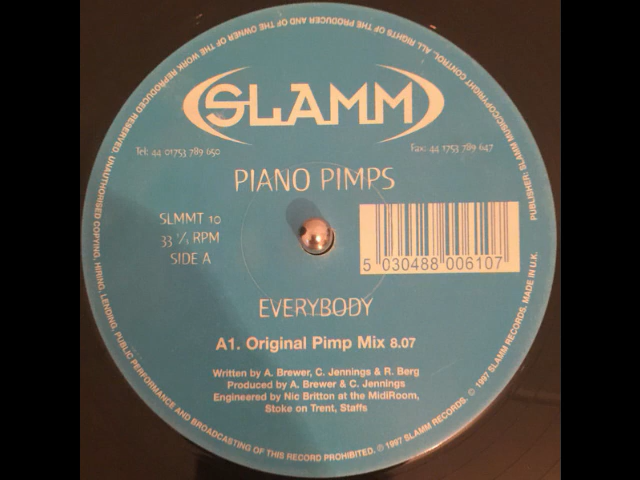 ALL RIGHTS OF THE PRODUCER AND OF THE OWNER OF THE WORK REPRODUCED RESERVED. UNAUTHORISED COPYING, HIRING, LENDING, PUBLIC PERFORMANCE AND BROADCASTING OF THIS RECORD PROHIBITED. ℗ 1997 SLAMM RECORDS. © 1997 SLAMM RECORDS. MADE IN U.K.
PUBLISHER: SLAMM MUSIC/COPYRIGHT CONTROL.
SLAMM
Tel: 44 01753 789 650
Fax: 44 1753 789 647
PIANO PIMPS
SLMMT 10
33 ⅓ RPM
SIDE A
5 030488 006107
EVERYBODY
A1. Original Pimp Mix 8.07
Written by A. Brewer, C. Jennings & R. Berg
Produced by A. Brewer & C. Jennings
Engineered by Nic Britton at the MidiRoom,
Stoke on Trent, Staffs